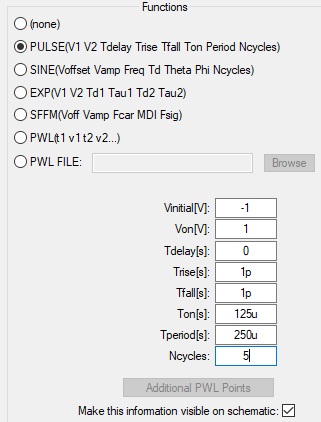 Functions
(none)
PULSE(V1 V2 Tdelay Trise Tfall Ton Period Ncycles)
SINE(Voffset Vamp Freq Td Theta Phi Ncycles)
EXP(V1 V2 Td1 Tau1 Td2 Tau2)
SFFM(Voff Vamp Fcar MDI Fsig)
PWL(t1 v1 t2 v2...)
PWL FILE: Browse
Vinitial[V]: -1
Von[V]: 1
Tdelay[s]: 0
Trise[s]: 1p
Tfall[s]: 1p
Ton[s]: 125u
Tperiod[s]: 250u
Ncycles: 5
Additional PWL Points
Make this information visible on schematic: